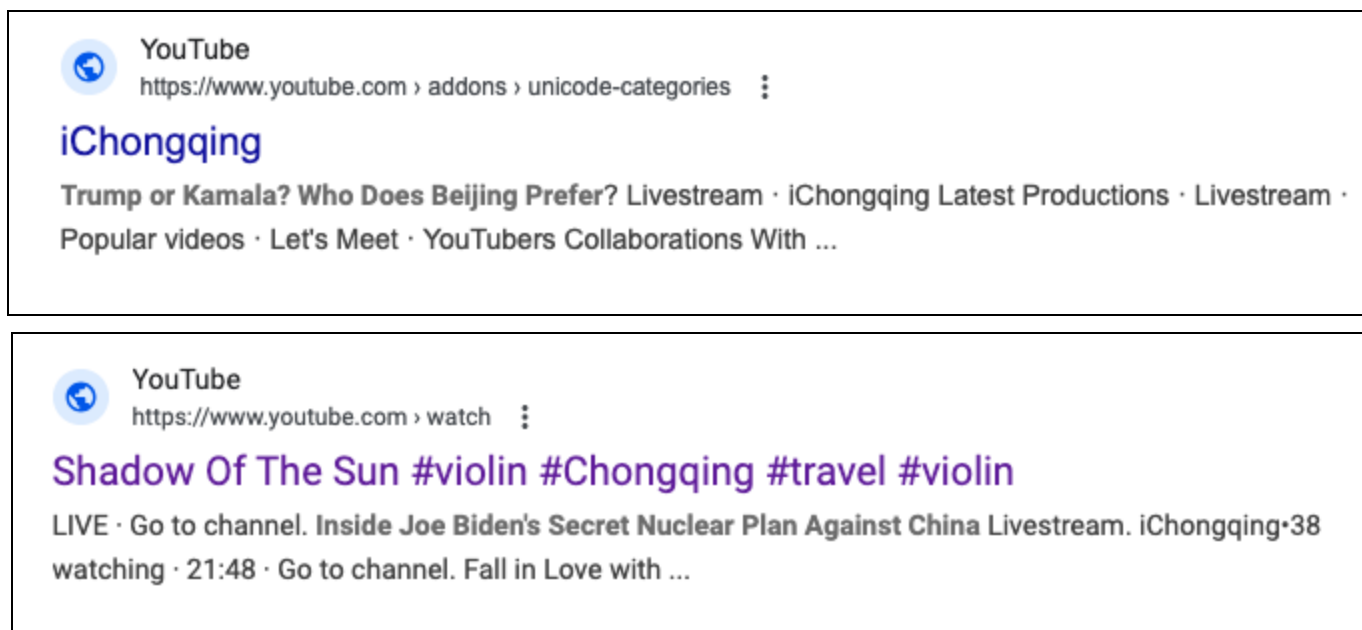 YouTube
https://www.youtube.com › addons › unicode-categories
iChongqing
Trump or Kamala? Who Does Beijing Prefer? Livestream · iChongqing Latest Productions · Livestream ·
Popular videos · Let's Meet · YouTubers Collaborations With ...
YouTube
https://www.youtube.com › watch
Shadow Of The Sun #violin #Chongqing #travel #violin
LIVE · Go to channel. Inside Joe Biden's Secret Nuclear Plan Against China Livestream. iChongqing•38
watching · 21:48 · Go to channel. Fall in Love with ...